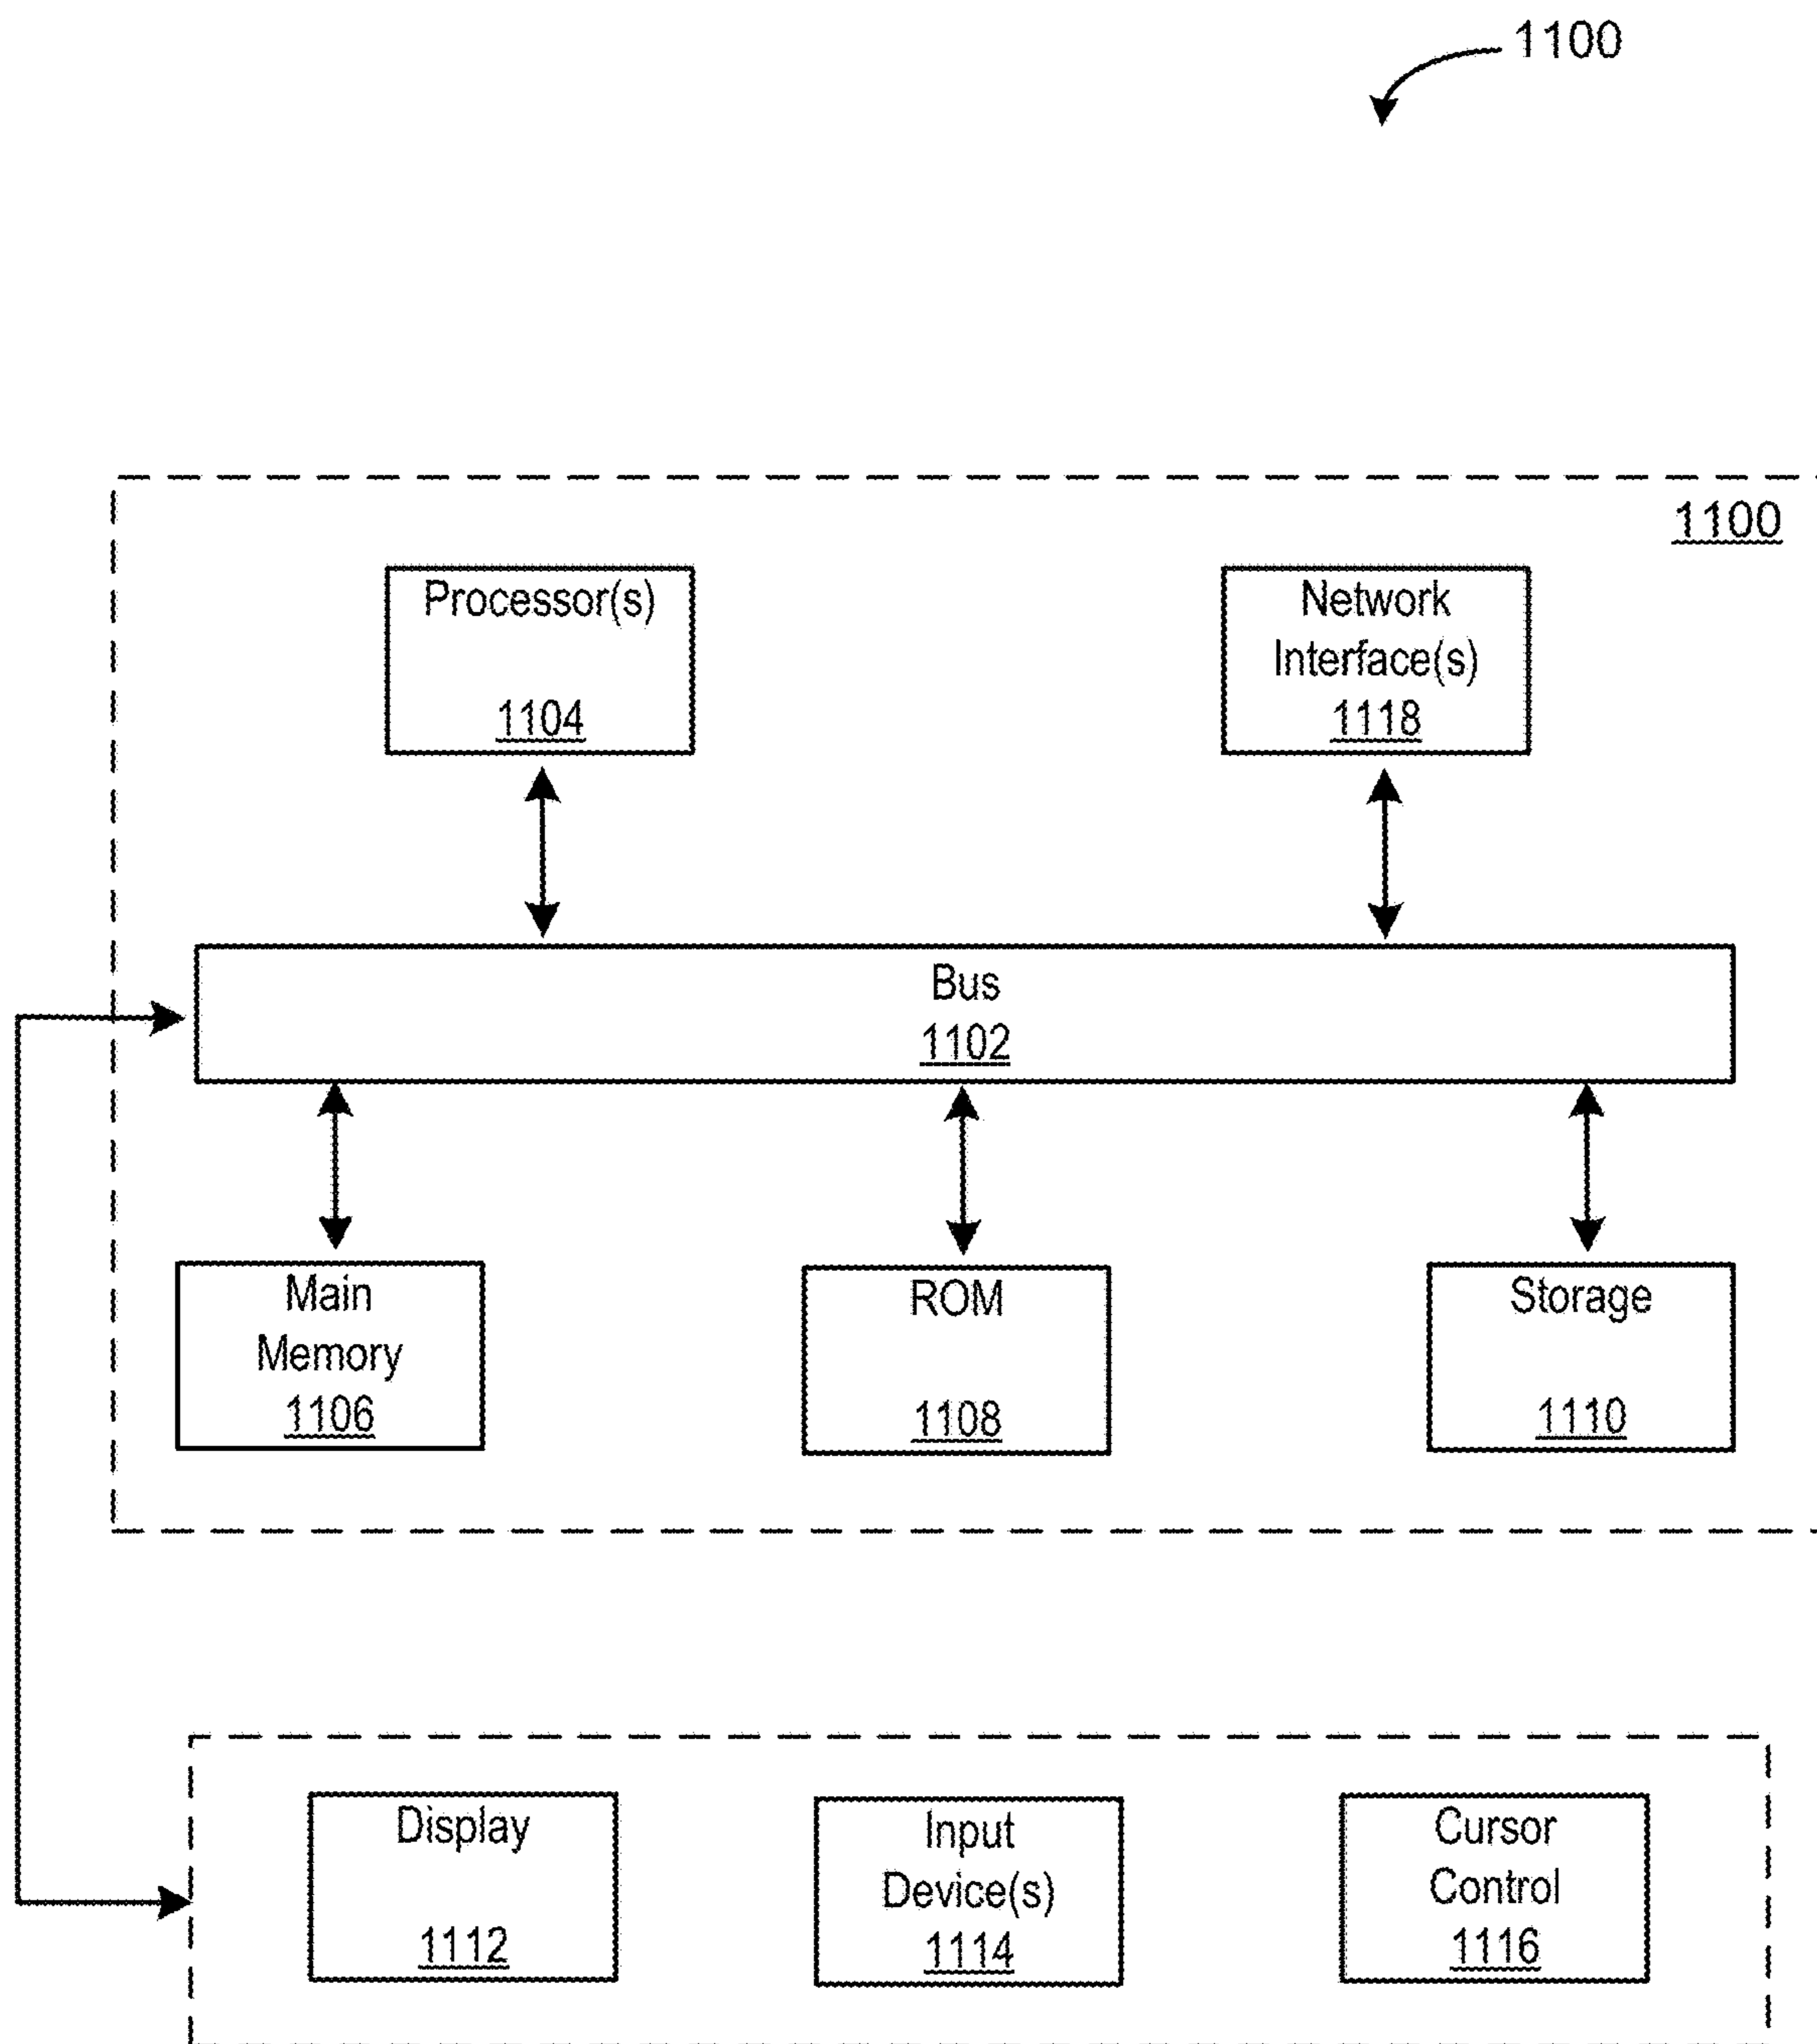 1100
1100
Processor(s)
1104
Network
Interface(s)
1118
Bus
1102
Main
Memory
1106
ROM
1108
Storage
1110
Display
1112
Input
Device(s)
1114
Cursor
Control
1116